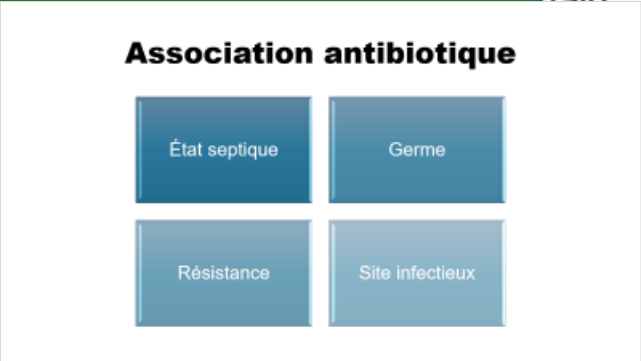 Association antibiotique
État septique
Germe
Résistance
Site infectieux